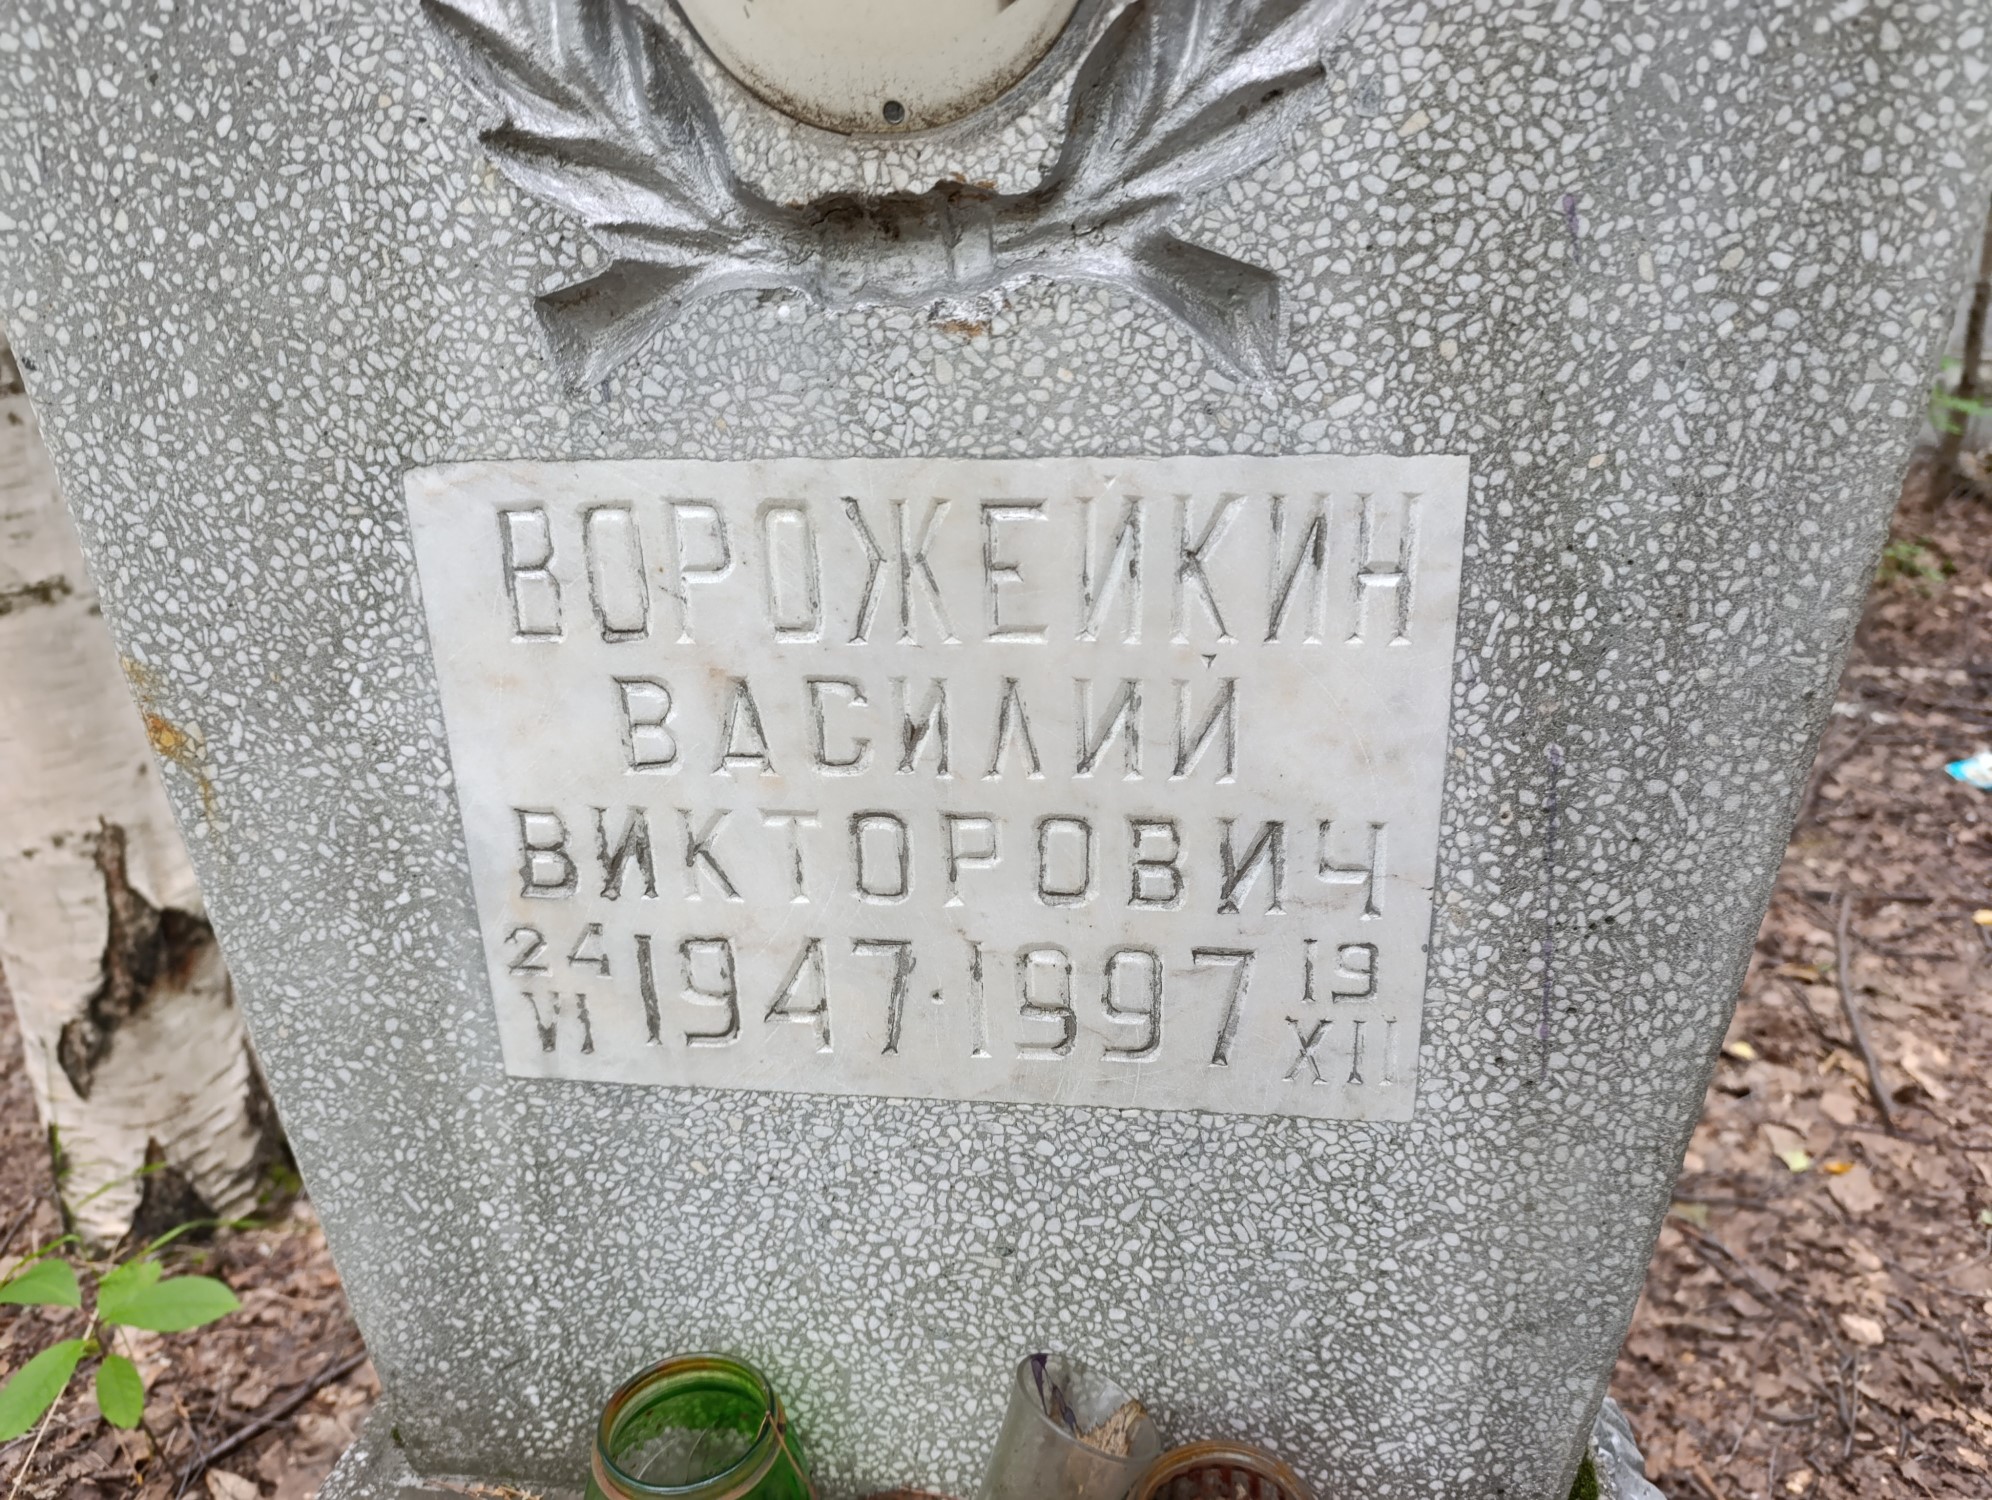 ВОРОЖЕЙКИН
ВАСИЛИЙ
ВИКТОРОВИЧ
24 VI 1947 · 1997 19 XII